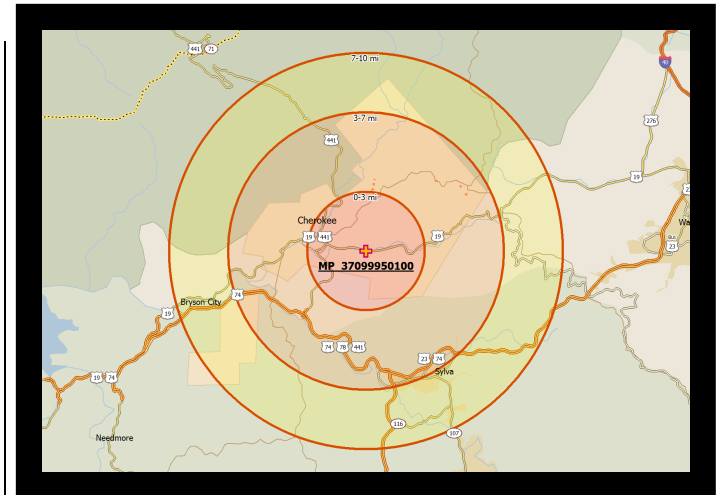 441 71
40
7-10 mi
276
3-7 mi
441
19
0-3 mi
Cherokee
19 441
19
Wa
23
MP_37099950100
74
Bryson City
19
74 78 441
23 74
Sylva
19 74
116
107
Needmore